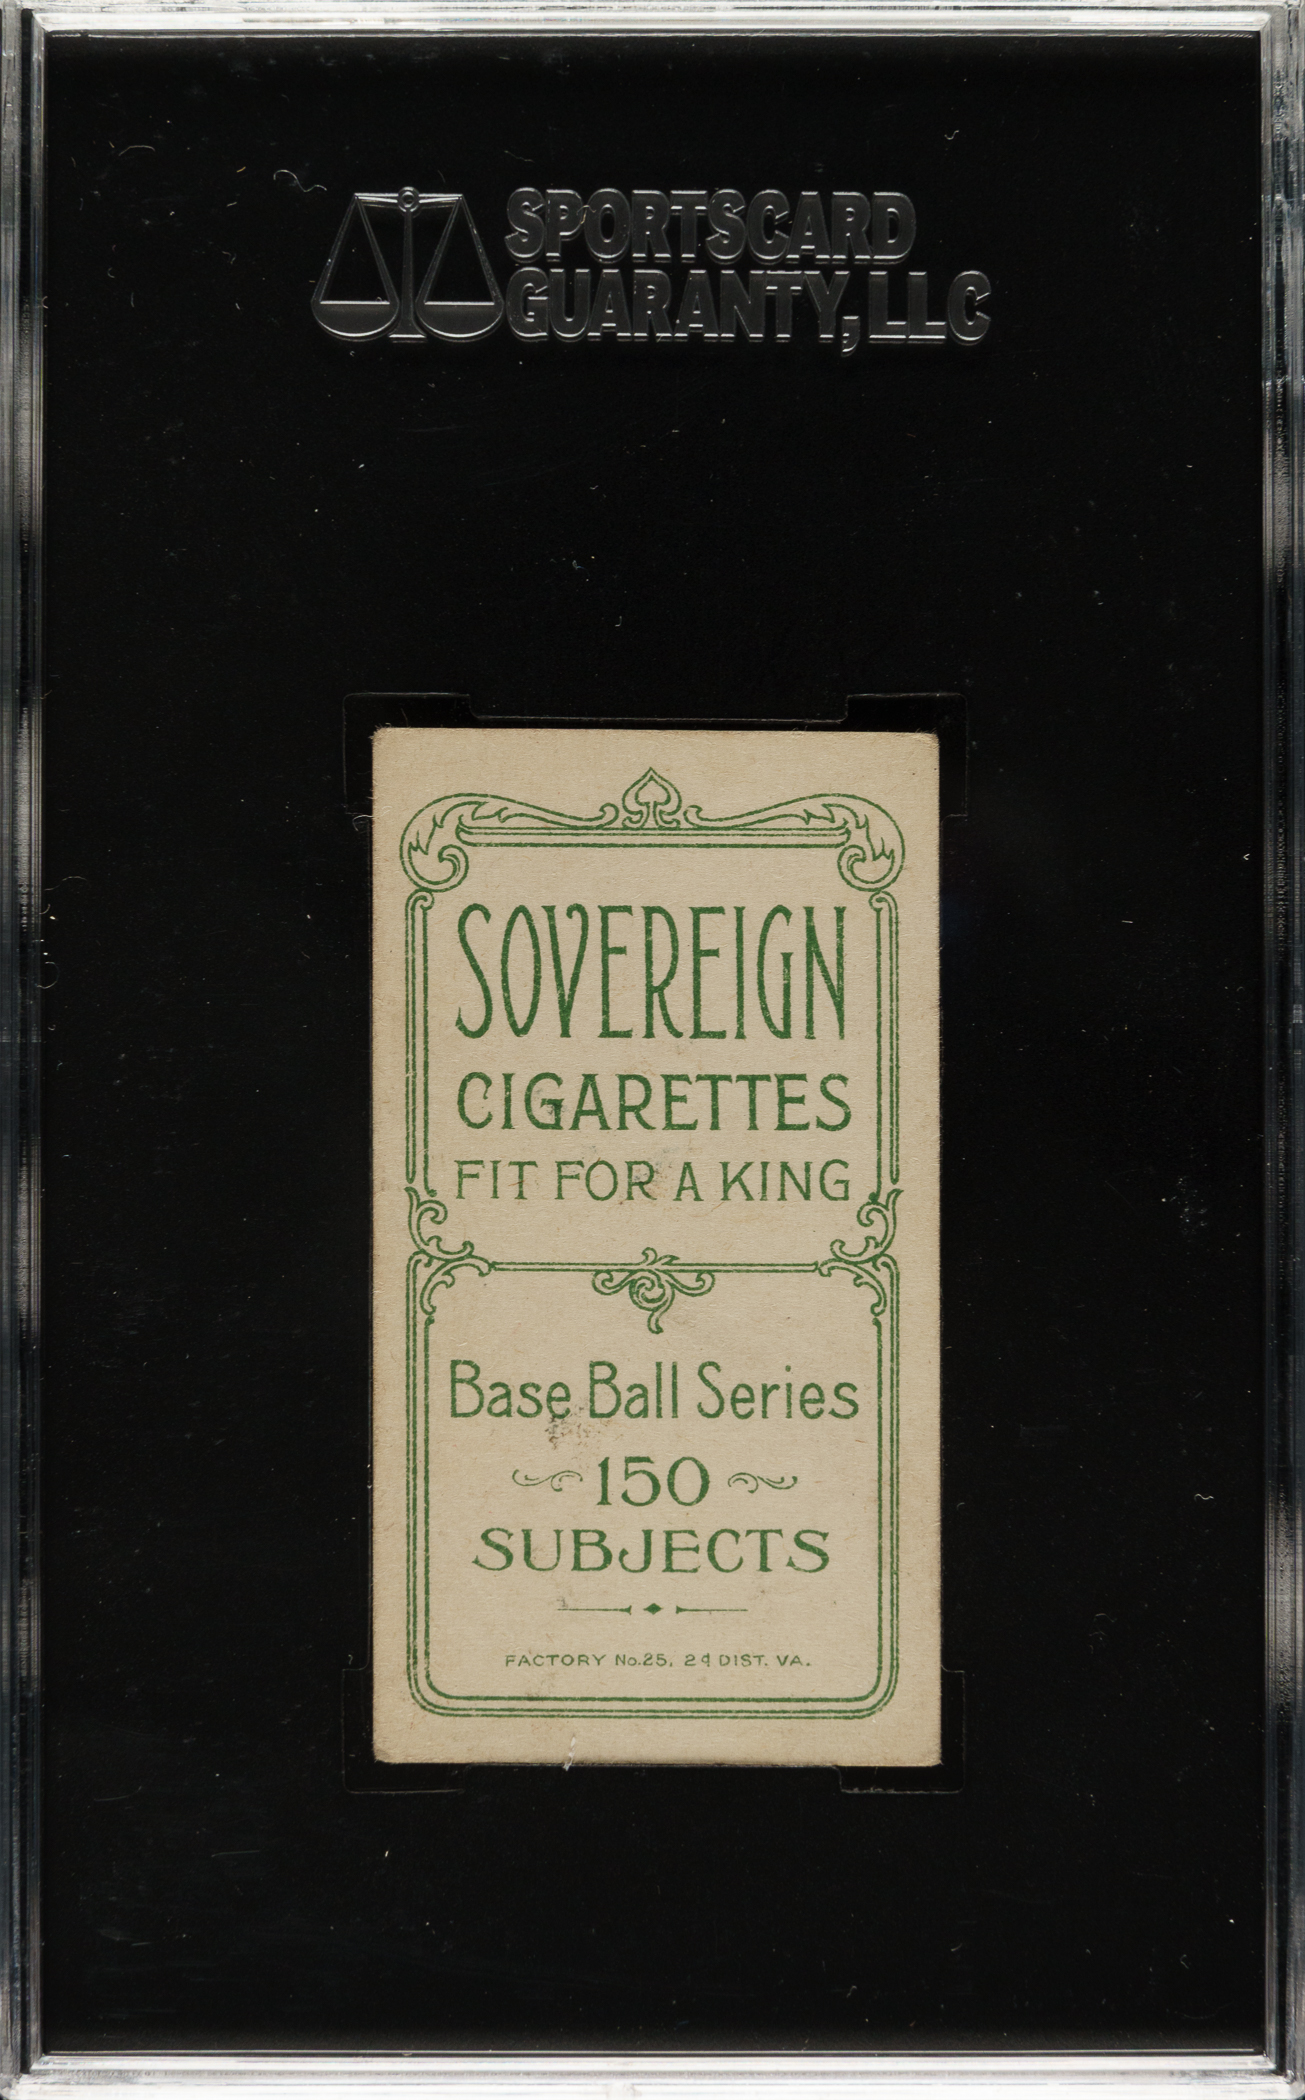 SPORTSCARD
GUARANTY, LLC
SOVEREIGN
CIGARETTES
FIT FOR A KING
Base Ball Series
150
SUBJECTS
FACTORY No. 25, 2d DIST. VA.